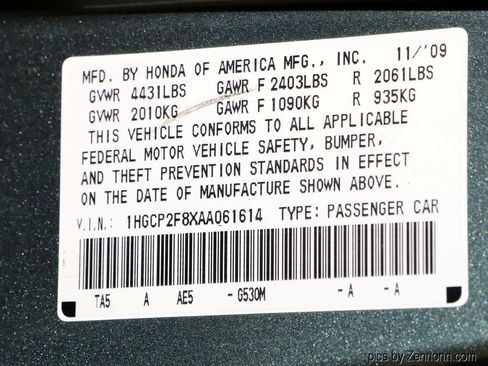 MFD. BY HONDA OF AMERICA MFG., INC. 11/'09
GVWR 4431LBS GAWR F 2403LBS R 2061LBS
GVWR 2010KG GAWR F 1090KG R 935KG
THIS VEHICLE CONFORMS TO ALL APPLICABLE
FEDERAL MOTOR VEHICLE SAFETY, BUMPER,
AND THEFT PREVENTION STANDARDS IN EFFECT
ON THE DATE OF MANUFACTURE SHOWN ABOVE.
V.I.N.: 1HGCP2F8XAA061614 TYPE: PASSENGER CAR
TA5 A AE5 -G530M -A -A
pics by Zennonn.com